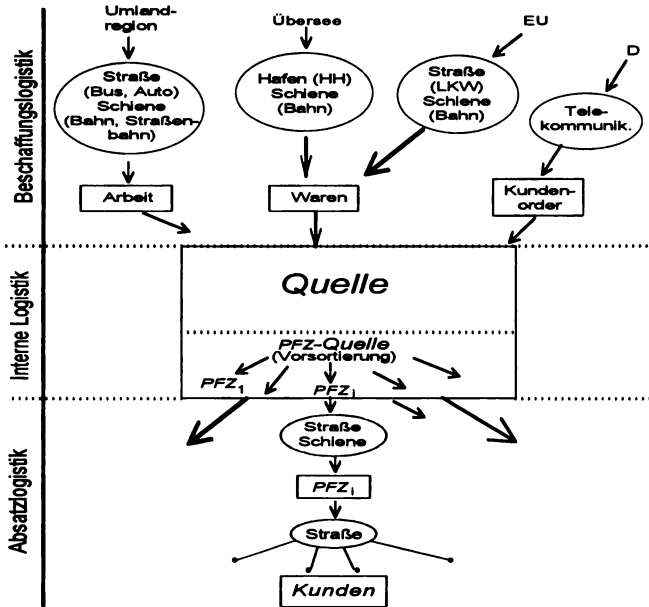 Beschaffungslogistik
Umland-
region
Straße
(Bus, Auto)
Schiene
(Bahn, Straßen-
bahn)
Arbeit
Übersee
Hafen (HH)
Schiene
(Bahn)
EU
Straße
(LKW)
Schiene
(Bahn)
Waren
D
Tele-
kommunik.
Kunden-
order
Interne Logistik
Quelle
PFZ-Quelle
(Vorsortierung)
PFZ1
PFZi
Absatzlogistik
Straße
Schiene
PFZi
Straße
Kunden